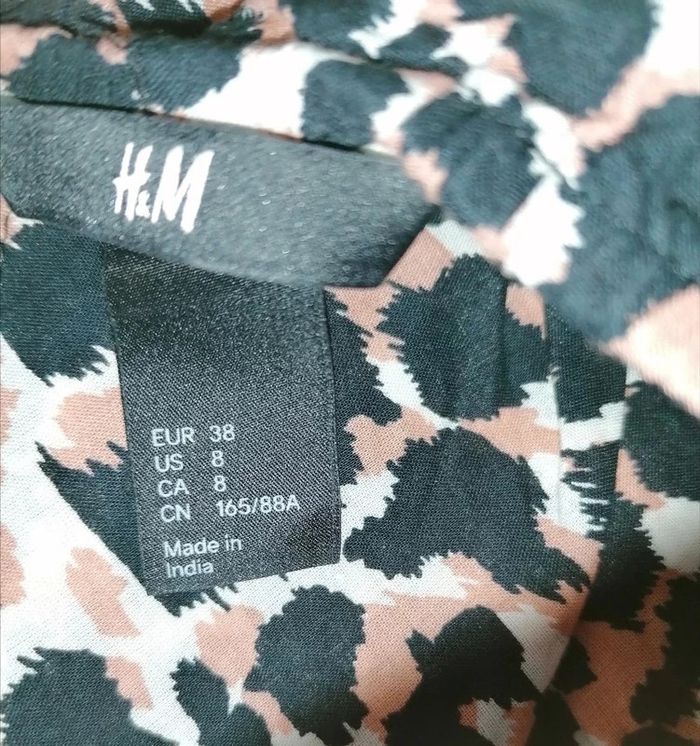 H&M
EUR 38
US 8
CA 8
CN 165/88A
Made in
India